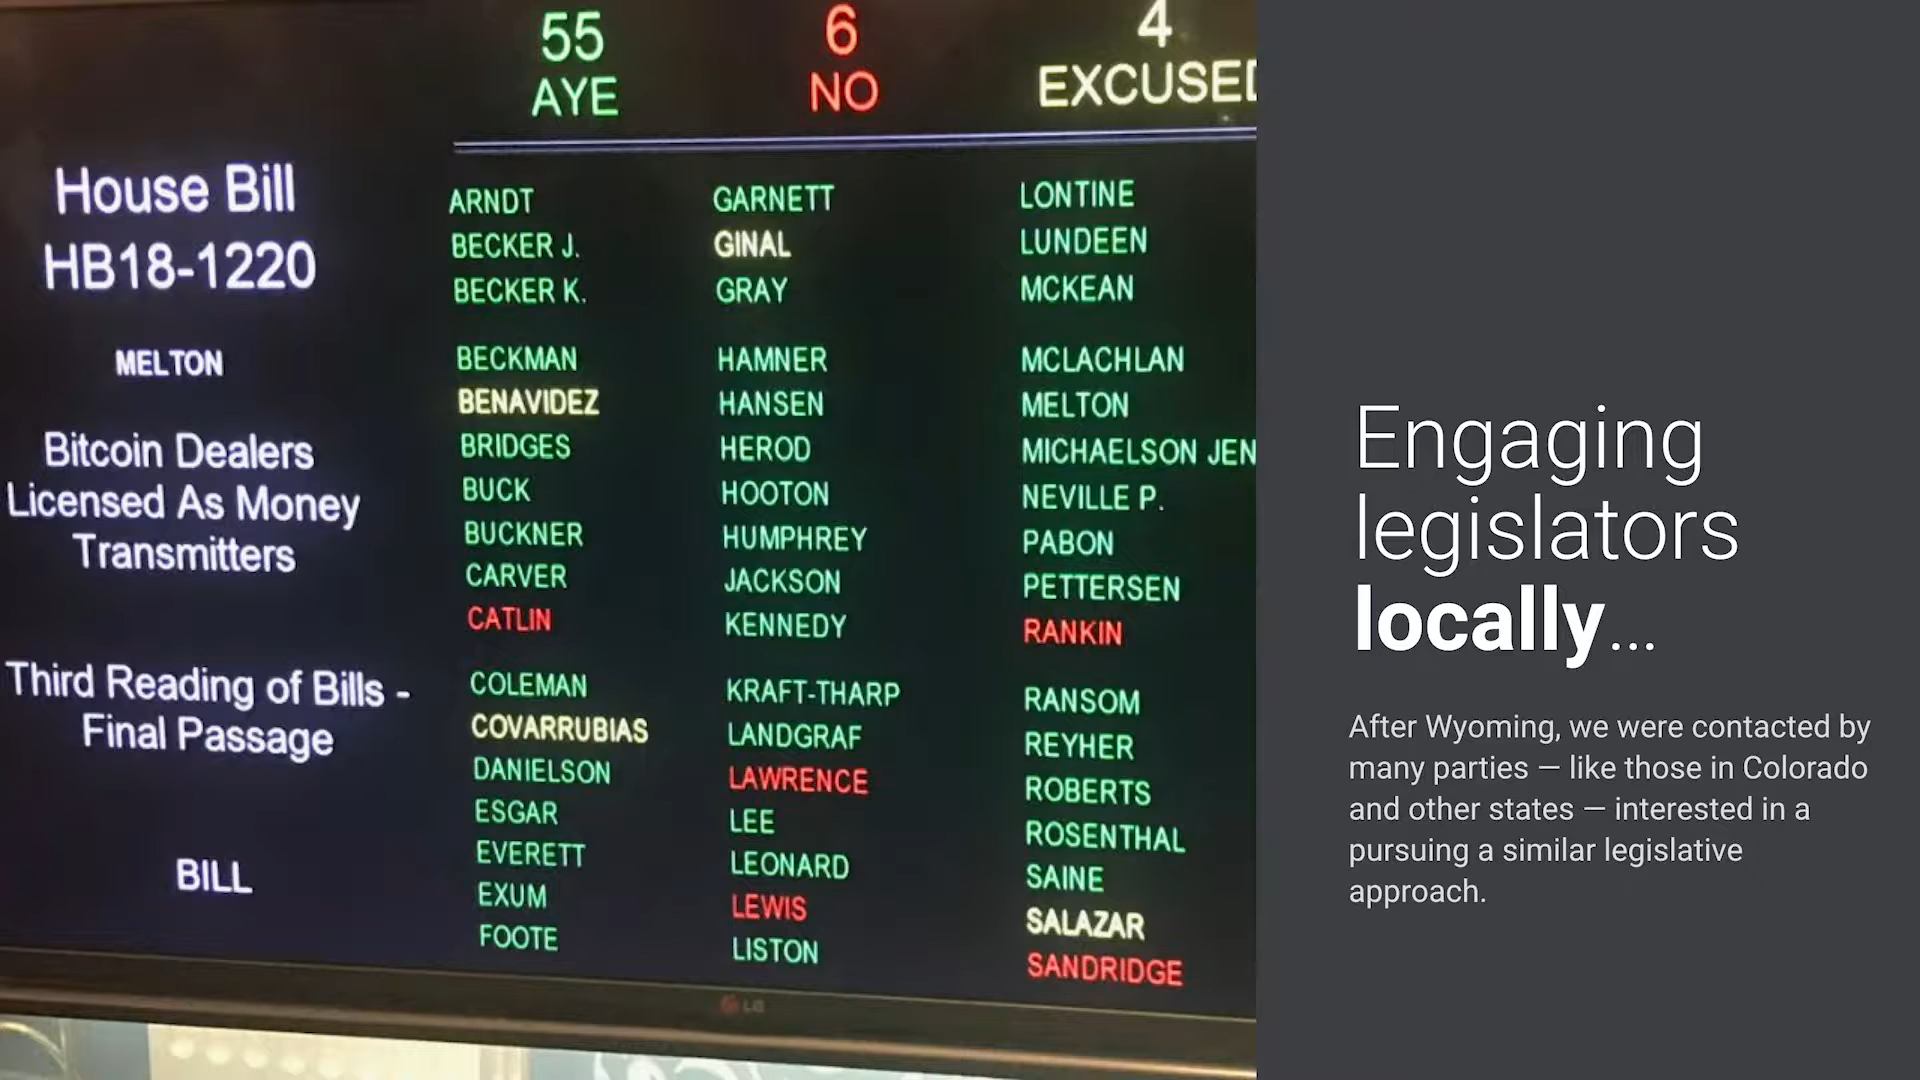 55
AYE
6
NO
4
EXCUSED
House Bill
HB18-1220
MELTON
Bitcoin Dealers
Licensed As Money
Transmitters
Third Reading of Bills -
Final Passage
BILL
ARNDT
BECKER J.
BECKER K.
BECKMAN
BENAVIDEZ
BRIDGES
BUCK
BUCKNER
CARVER
CATLIN
COLEMAN
COVARRUBIAS
DANIELSON
ESGAR
EVERETT
EXUM
FOOTE
GARNETT
GINAL
GRAY
HAMNER
HANSEN
HEROD
HOOTON
HUMPHREY
JACKSON
KENNEDY
KRAFT-THARP
LANDGRAF
LAWRENCE
LEE
LEONARD
LEWIS
LISTON
LONTINE
LUNDEEN
MCKEAN
MCLACHLAN
MELTON
MICHAELSON JEN
NEVILLE P.
PABON
PETTERSEN
RANKIN
RANSOM
REYHER
ROBERTS
ROSENTHAL
SAINE
SALAZAR
SANDRIDGE
LG
Engaging
legislators
locally...
After Wyoming, we were contacted by
many parties — like those in Colorado
and other states — interested in a
pursuing a similar legislative
approach.